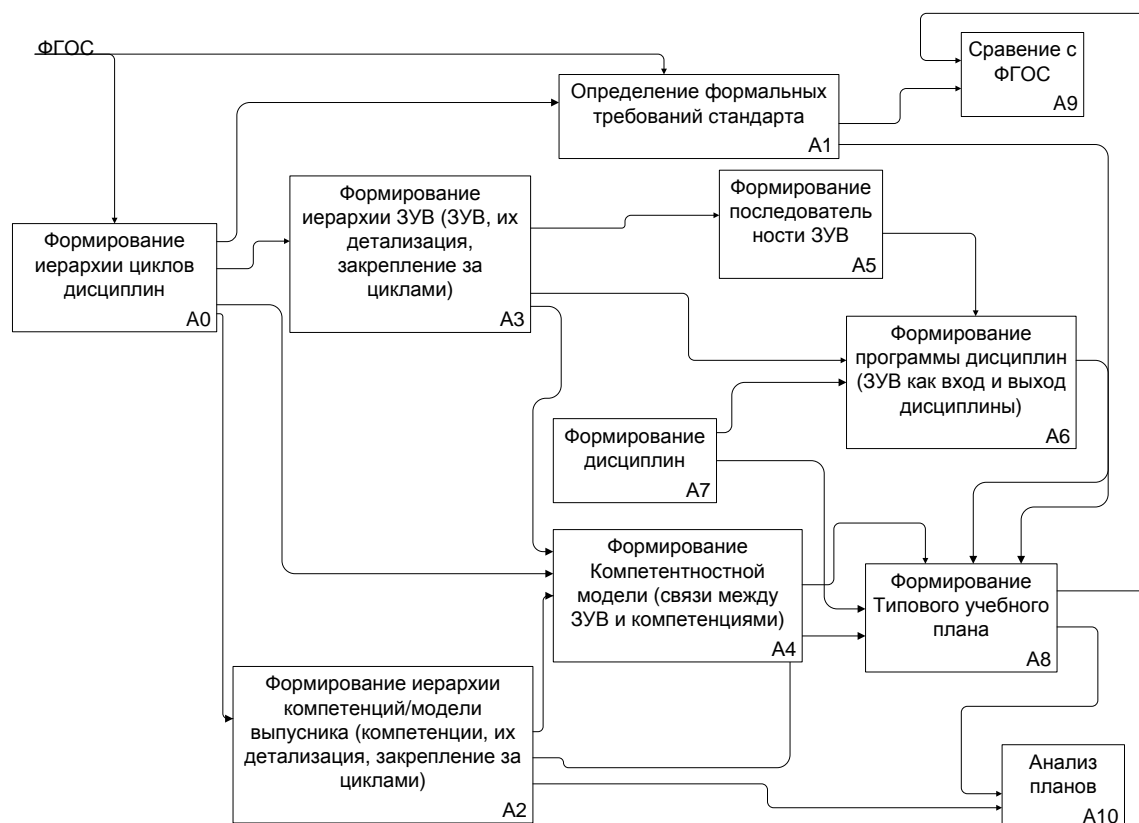 ФГОС
Сравение с
ФГОС
А9
Определение формальных
требований стандарта
А1
Формирование
иерархии ЗУВ (ЗУВ, их
детализация,
закрепление за
циклами)
А3
Формирование
последователь
ности ЗУВ
А5
Формирование
иерархии циклов
дисциплин
А0
Формирование
программы дисциплин
(ЗУВ как вход и выход
дисциплины)
А6
Формирование
дисциплин
А7
Формирование
Компетентностной
модели (связи между
ЗУВ и компетенциями)
А4
Формирование
Типового учебного
плана
А8
Формирование иерархии
компетенций/модели
выпусника (компетенции, их
детализация, закрепление за
циклами)
А2
Анализ
планов
А10